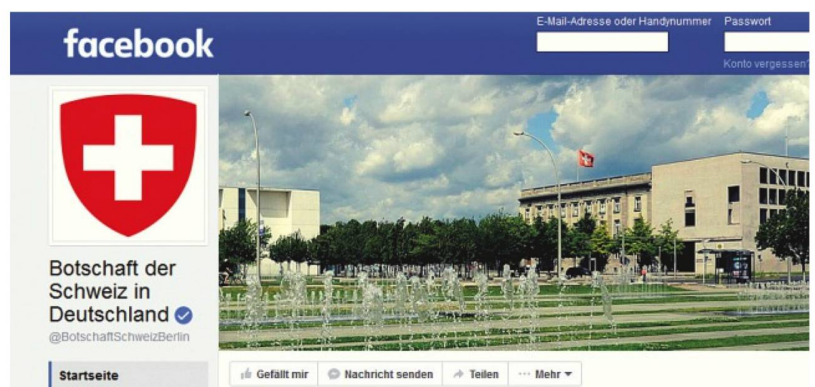 facebook
E-Mail-Adresse oder Handynummer Passwort
Konto vergessen?
Botschaft der
Schweiz in
Deutschland
@BotschaftSchweizBerlin
Startseite
Gefällt mir Nachricht senden Teilen ··· Mehr